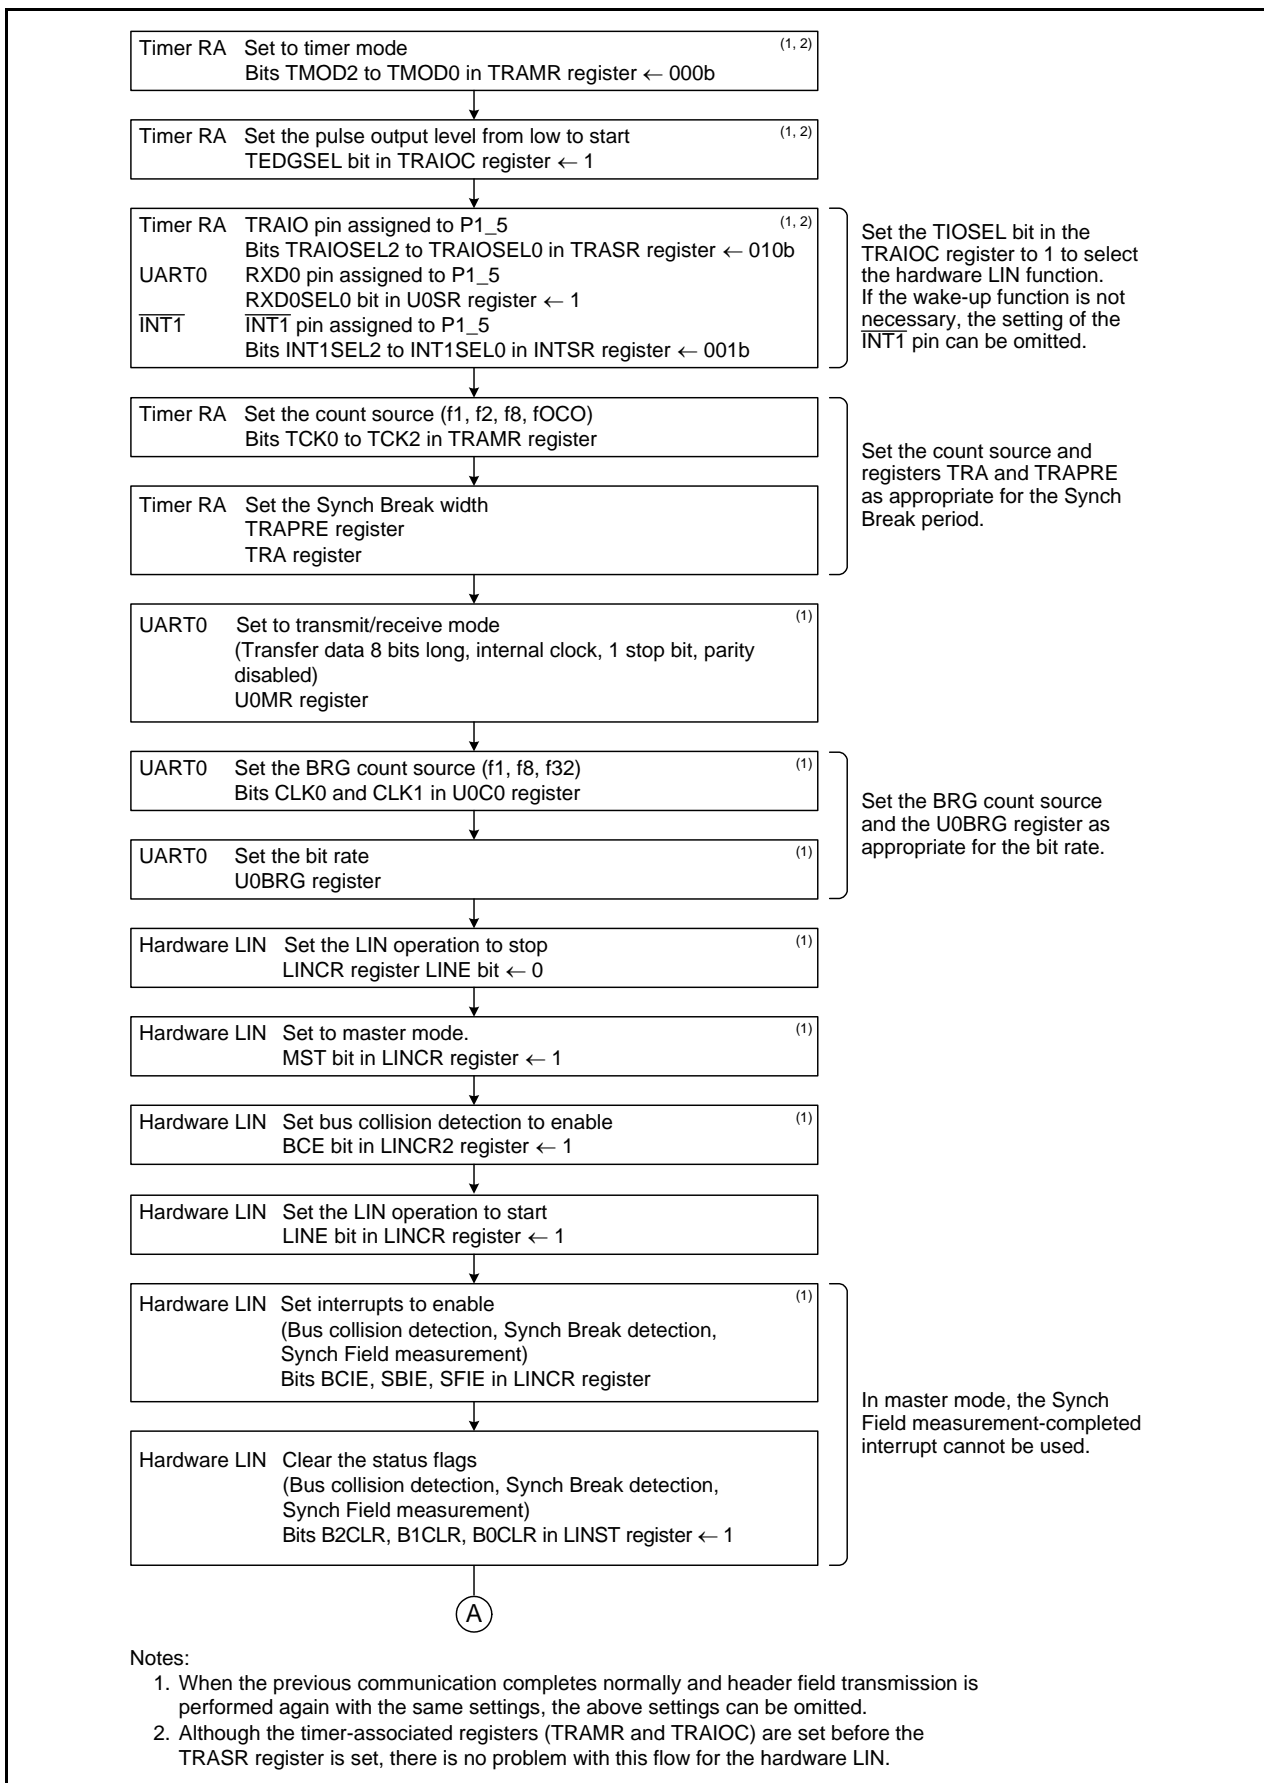 Timer RA Set to timer mode (1, 2)
Bits TMOD2 to TMOD0 in TRAMR register ← 000b
Timer RA Set the pulse output level from low to start (1, 2)
TEDGSEL bit in TRAIOC register ← 1
Timer RA TRAIO pin assigned to P1_5 (1, 2)
Bits TRAIOSEL2 to TRAIOSEL0 in TRASR register ← 010b
UART0 RXD0 pin assigned to P1_5
RXD0SEL0 bit in U0SR register ← 1
INT1 INT1 pin assigned to P1_5
Bits INT1SEL2 to INT1SEL0 in INTSR register ← 001b
Set the TIOSEL bit in the
TRAIOC register to 1 to select
the hardware LIN function.
If the wake-up function is not
necessary, the setting of the
INT1 pin can be omitted.
Timer RA Set the count source (f1, f2, f8, fOCO)
Bits TCK0 to TCK2 in TRAMR register
Timer RA Set the Synch Break width
TRAPRE register
TRA register
Set the count source and
registers TRA and TRAPRE
as appropriate for the Synch
Break period.
UART0 Set to transmit/receive mode (1)
(Transfer data 8 bits long, internal clock, 1 stop bit, parity
disabled)
U0MR register
UART0 Set the BRG count source (f1, f8, f32) (1)
Bits CLK0 and CLK1 in U0C0 register
UART0 Set the bit rate (1)
U0BRG register
Set the BRG count source
and the U0BRG register as
appropriate for the bit rate.
Hardware LIN Set the LIN operation to stop (1)
LINCR register LINE bit ← 0
Hardware LIN Set to master mode. (1)
MST bit in LINCR register ← 1
Hardware LIN Set bus collision detection to enable (1)
BCE bit in LINCR2 register ← 1
Hardware LIN Set the LIN operation to start
LINE bit in LINCR register ← 1
Hardware LIN Set interrupts to enable (1)
(Bus collision detection, Synch Break detection,
Synch Field measurement)
Bits BCIE, SBIE, SFIE in LINCR register
Hardware LIN Clear the status flags
(Bus collision detection, Synch Break detection,
Synch Field measurement)
Bits B2CLR, B1CLR, B0CLR in LINST register ← 1
In master mode, the Synch
Field measurement-completed
interrupt cannot be used.
A
Notes:
1. When the previous communication completes normally and header field transmission is
performed again with the same settings, the above settings can be omitted.
2. Although the timer-associated registers (TRAMR and TRAIOC) are set before the
TRASR register is set, there is no problem with this flow for the hardware LIN.